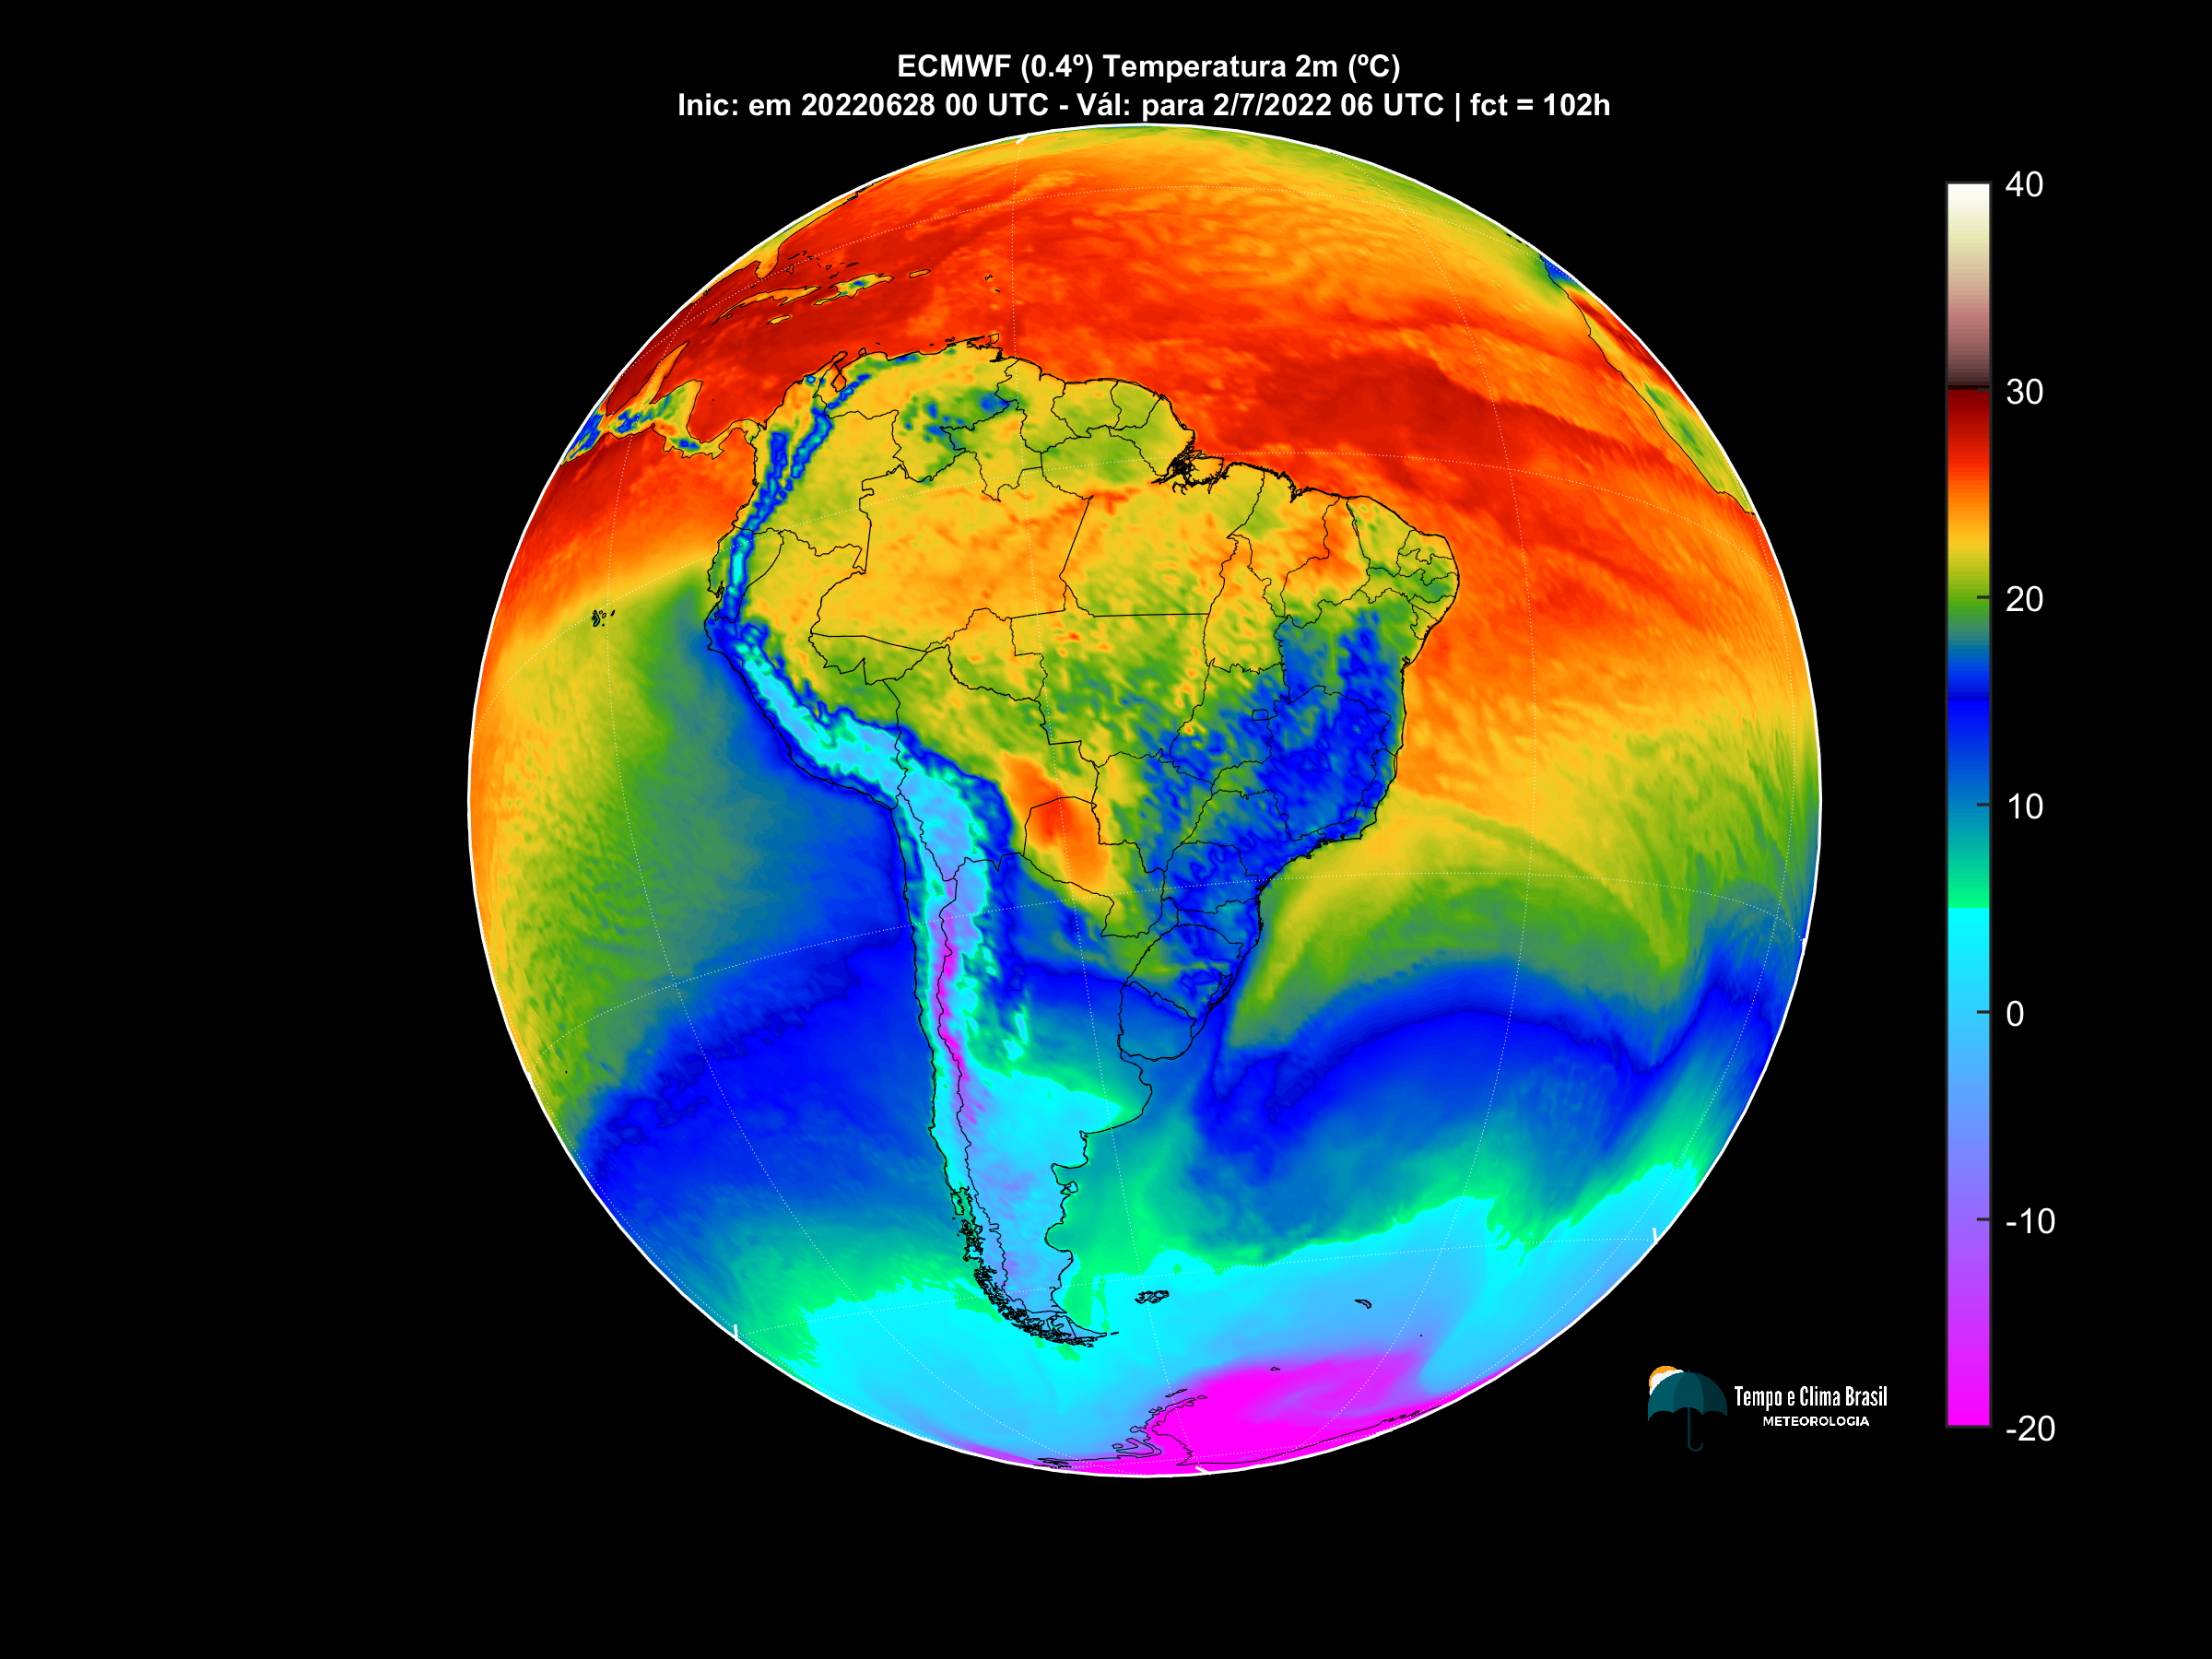 ECMWF (0.4º) Temperatura 2m (ºC)
Inic: em 20220628 00 UTC - Vál: para 2/7/2022 06 UTC | fct = 102h
40
30
20
10
0
-10
-20
Tempo e Clima Brasil
METEOROLOGIA